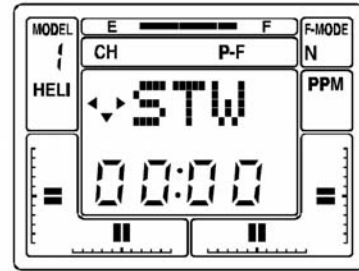 MODEL E F F-MODE
1 CH P-F N
HELI STW PPM
00:00